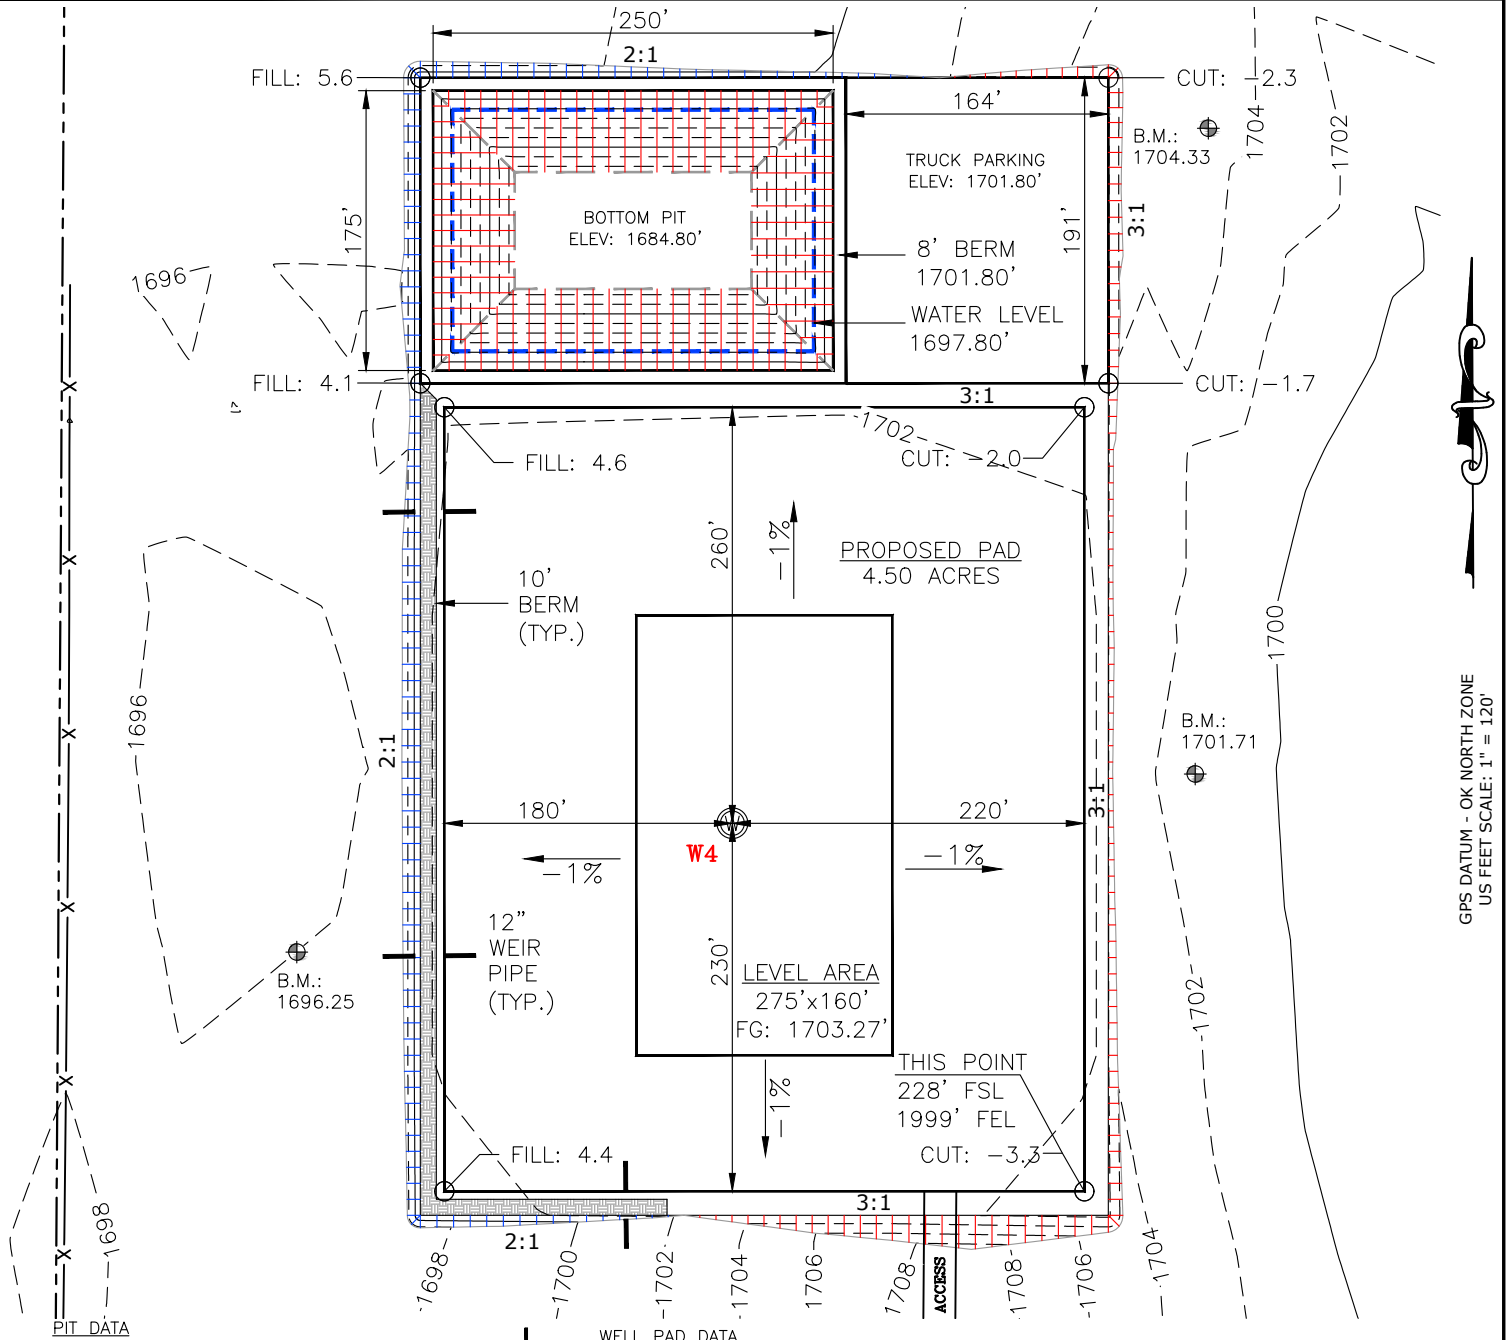 250'
2:1
FILL: 5.6
CUT: -2.3
164'
1704
1702
B.M.:
1704.33
TRUCK PARKING
ELEV: 1701.80'
175'
BOTTOM PIT
ELEV: 1684.80'
191'
3:1
8' BERM
1701.80'
1696
WATER LEVEL
1697.80'
FILL: 4.1
CUT: -1.7
3:1
1702
FILL: 4.6
CUT: -2.0
260'
-1%
PROPOSED PAD
4.50 ACRES
10'
BERM
(TYP.)
1700
1696
2:1
B.M.:
1701.71
GPS DATUM - OK NORTH ZONE
US FEET SCALE: 1" = 120'
180'
220'
3:1
W
W4
-1%
-1%
12"
WEIR
PIPE
(TYP.)
230'
LEVEL AREA
275'x160'
FG: 1703.27'
B.M.:
1696.25
1702
THIS POINT
228' FSL
1999' FEL
-1%
FILL: 4.4
CUT: -3.3
3:1
2:1
1698
1698
1700
1702
1704
1706
1708
ACCESS
1708
1706
1704
X
X
X
X
X
X
PIT DATA
WELL PAD DATA